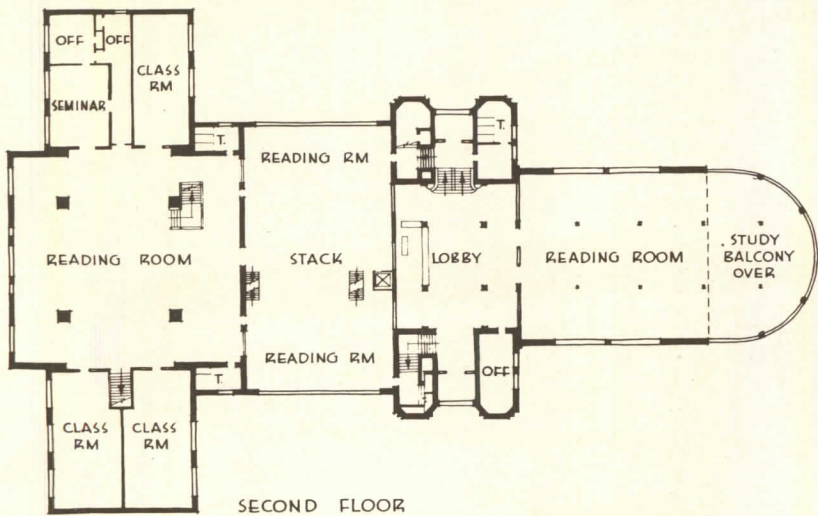 OFF
OFF
CLASS
RM
SEMINAR
T.
READING RM
T.
READING ROOM
STACK
LOBBY
READING ROOM
STUDY
BALCONY
OVER
T.
READING RM
OFF
CLASS
RM
CLASS
RM
SECOND FLOOR